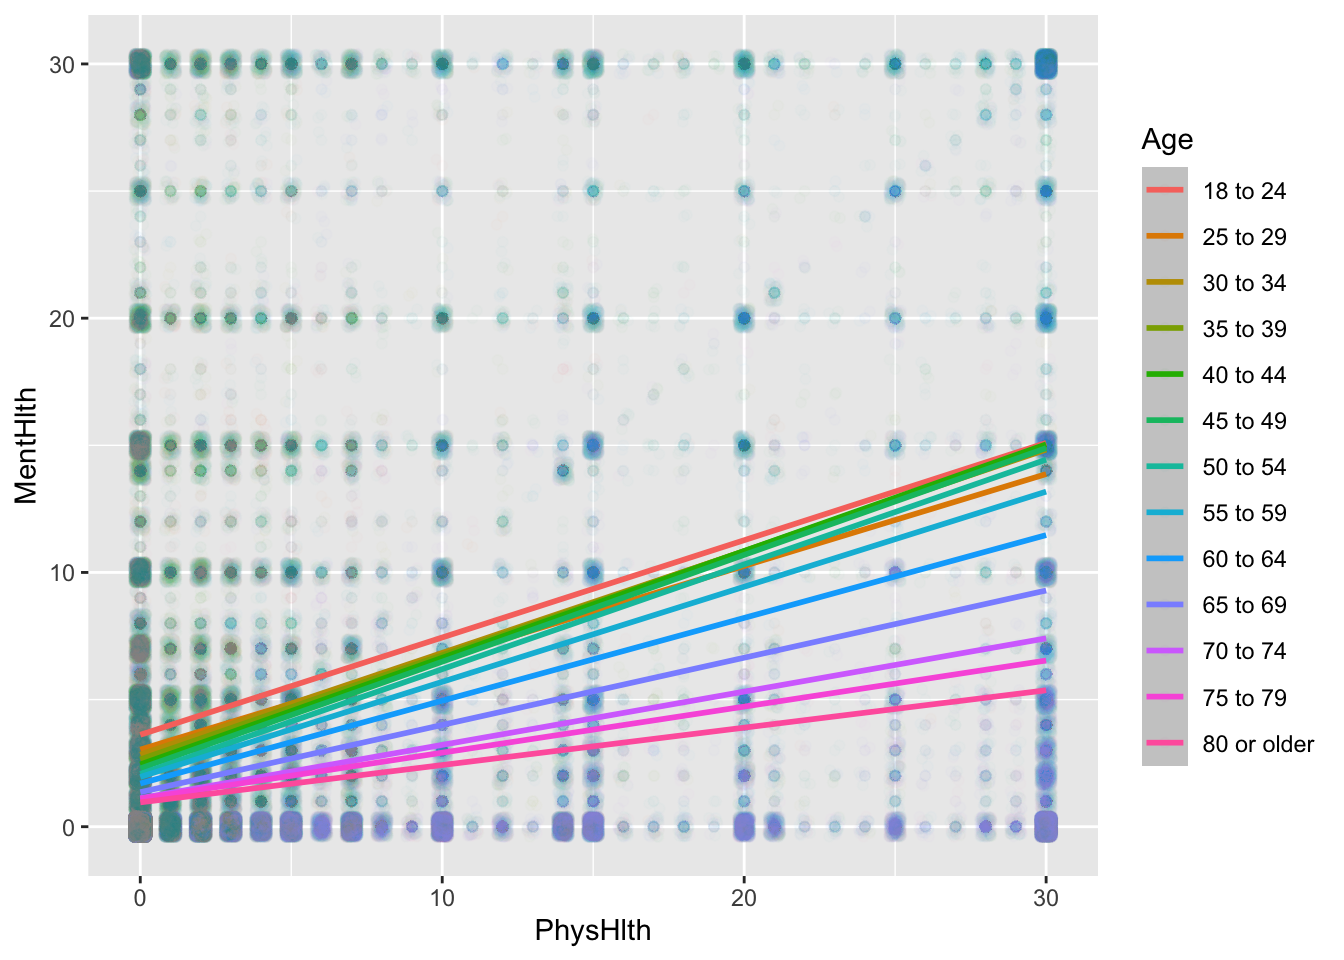 30
20
10
0
MentHlth
0
10
20
30
PhysHlth
Age
18 to 24
25 to 29
30 to 34
35 to 39
40 to 44
45 to 49
50 to 54
55 to 59
60 to 64
65 to 69
70 to 74
75 to 79
80 or older